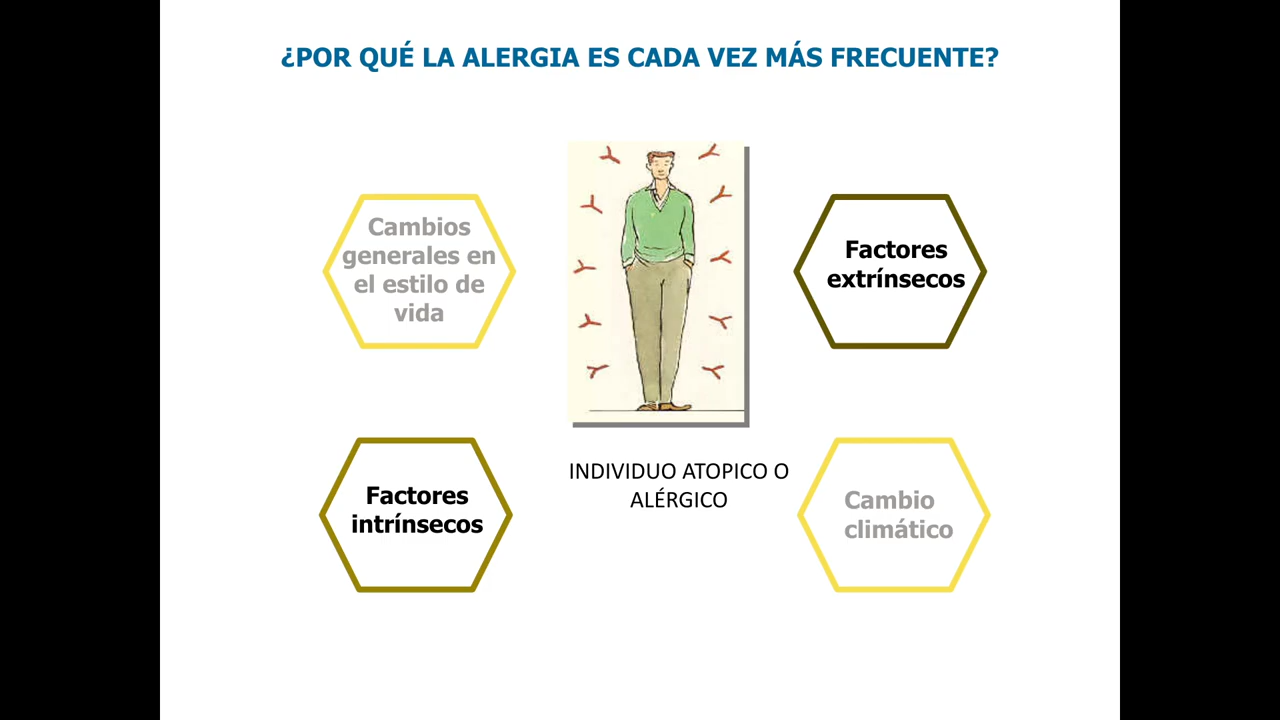 ¿POR QUÉ LA ALERGIA ES CADA VEZ MÁS FRECUENTE?
Cambios
generales en
el estilo de
vida
Factores
extrínsecos
Factores
intrínsecos
INDIVIDUO ATOPICO O
ALÉRGICO
Cambio
climático